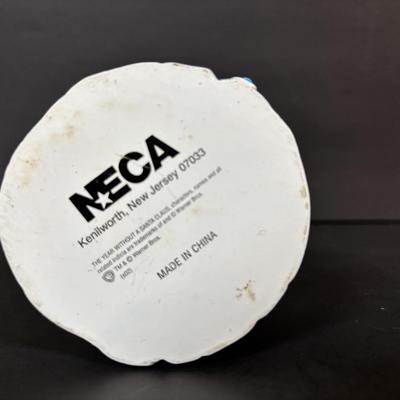 NECA
Kenilworth, New Jersey 07033
THE YEAR WITHOUT A SANTA CLAUS, characters, names and all
related indicia are trademarks of and © Warner Bros.
TM & © Warner Bros.
(s02)
MADE IN CHINA